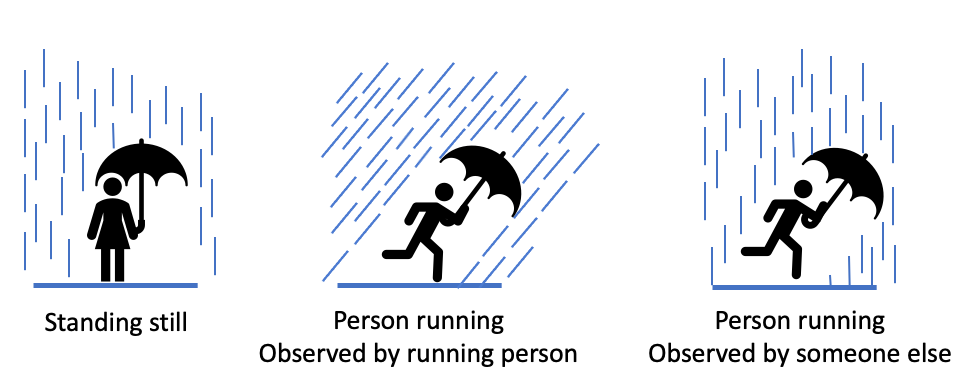 Standing still
Person running
Observed by running person
Person running
Observed by someone else